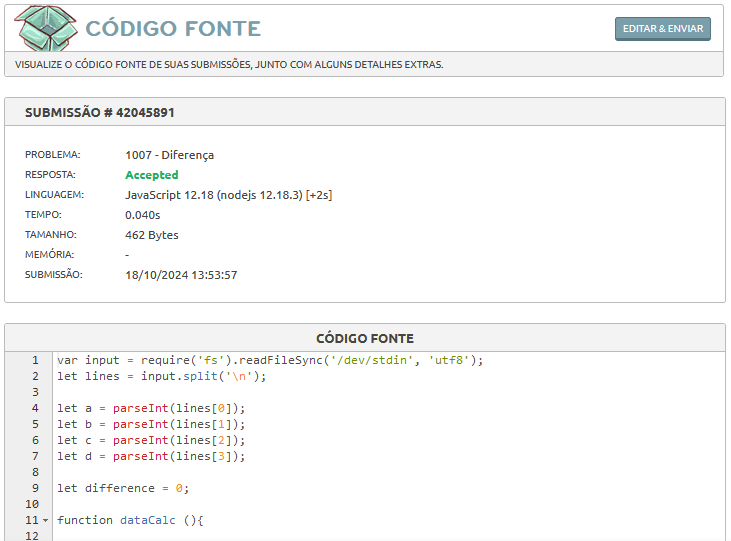 CÓDIGO FONTE
EDITAR & ENVIAR
VISUALIZE O CÓDIGO FONTE DE SUAS SUBMISSÕES, JUNTO COM ALGUNS DETALHES EXTRAS.
SUBMISSÃO # 42045891
PROBLEMA: 1007 - Diferença
RESPOSTA: Accepted
LINGUAGEM: JavaScript 12.18 (nodejs 12.18.3) [+2s]
TEMPO: 0.040s
TAMANHO: 462 Bytes
MEMÓRIA: -
SUBMISSÃO: 18/10/2024 13:53:57
CÓDIGO FONTE
1 var input = require('fs').readFileSync('/dev/stdin', 'utf8');
2 let lines = input.split('\n');
3
4 let a = parseInt(lines[0]);
5 let b = parseInt(lines[1]);
6 let c = parseInt(lines[2]);
7 let d = parseInt(lines[3]);
8
9 let difference = 0;
10
11 function dataCalc (){
12